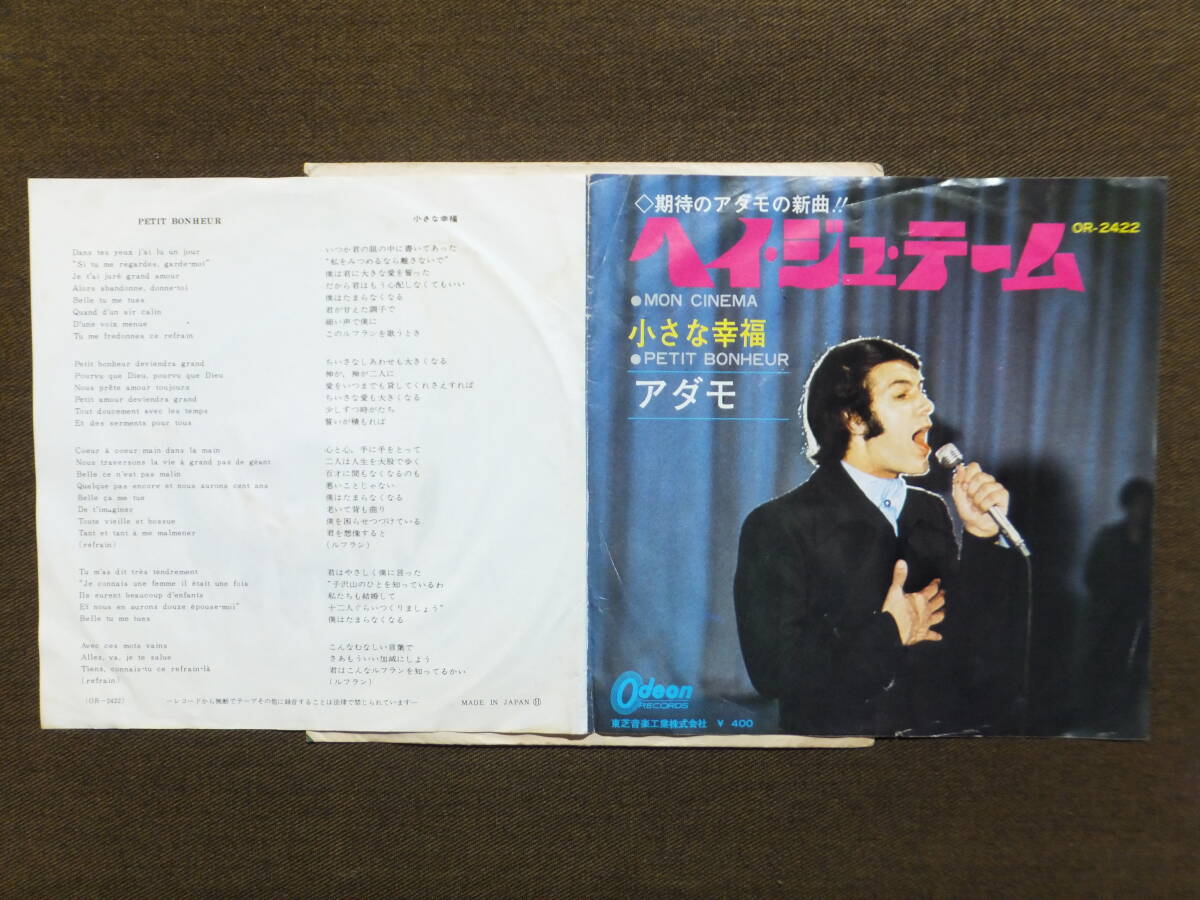 PETIT BONHEUR
小さな幸福
Dans tes yeux j'ai lu un jour
"Si tu me regardes, garde-moi"
Je t'ai juré grand amour
Alors abandonne, donne-toi
Belle tu me tues
Quand d'un air calin
D'une voix menue
Tu me fredonnes ce refrain
Petit bonheur deviendra grand
Pourvu que Dieu, pourvu que Dieu
Nous prête amour toujours
Petit amour deviendra grand
Tout doucement avec les temps
Et des serments pour tous
Coeur à coeur main dans la main
Nous traversons la vie à grand pas de géant
Belle ce n'est pas malin
Quelque pas encore et nous aurons cent ans
Belle ça me tue
De t'imaginez
Toute vieille et bossue
Tant et tant à me malmener
(refrain)
Tu m'as dit très tendrement
"Je connais une femme il était une fois
Ils eurent beaucoup d'enfants
Et nous en aurons douze épouse-moi"
Belle tu me tues
Avec ces mots vains
Allez, va, je te salue
Tiens, connais-tu ce refrain-là
(refrain)
いつか君の眼の中に書いてあった
"私をみつめるなら離さないで"
僕は君に大きな愛を誓った
だから君はもう心配しなくてもいい
僕はたまらなくなる
君が甘えた調子で
細い声で僕に
このルフランを歌うとき
ちいさなしあわせも大きくなる
神が、神が二人に
愛をいつまでも貸してくれさえすれば
ちいさな愛も大きくなる
少しずつ時がたち
誓いが積もれば
心と心、手に手をとって
二人は人生を大股で歩く
百才に間もなくなるのも
悪いことじゃない
僕はたまらなくなる
老いて背も曲り
僕を困らせつづけている
君を想像すると
(ルフラン)
君はやさしく僕に言った
"子沢山のひとを知っているわ
私たちも結婚して
十二人ぐらいつくりましょう"
僕はたまらなくなる
こんなむなしい言葉で
さあもういい加減にしよう
君はこんなルフランを知ってるかい
(ルフラン)
(OR-2422)
—レコードから無断でテープその他に録音することは法律で禁じられています—
MADE IN JAPAN Ⓗ
◇期待のアダモの新曲!!
ヘイ・ジュ・テーム
OR-2422
●MON CINEMA
小さな幸福
●PETIT BONHEUR
アダモ
Odeon
RECORDS
東芝音楽工業株式会社 ¥ 400